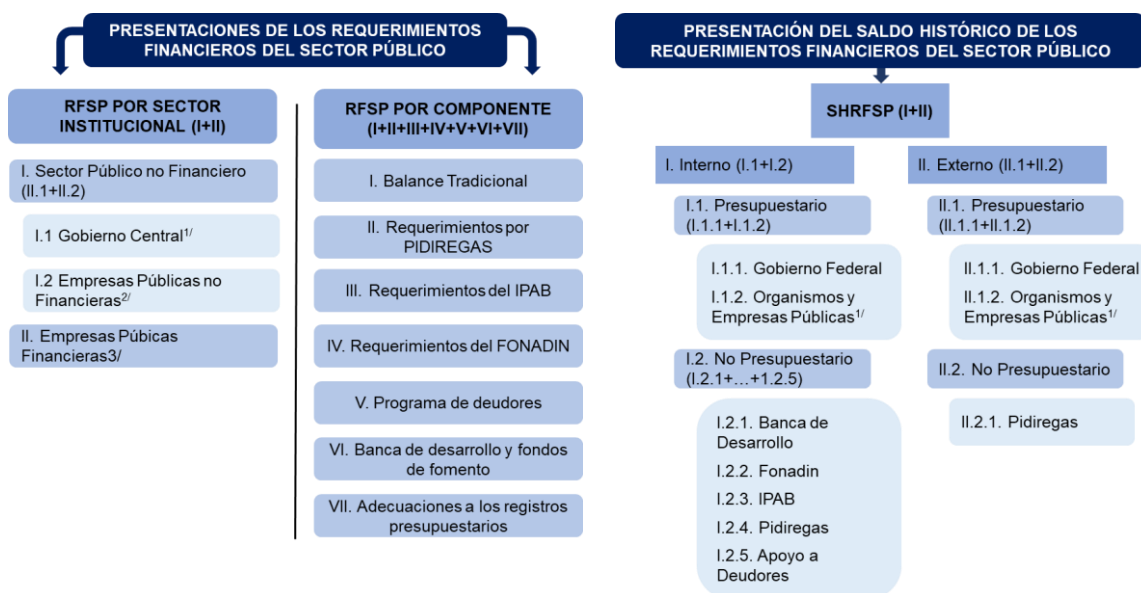 PRESENTACIONES DE LOS REQUERIMIENTOS
FINANCIEROS DEL SECTOR PÚBLICO
RFSP POR SECTOR
INSTITUCIONAL (I+II)
I. Sector Público no Financiero
(II.1+II.2)
I.1 Gobierno Central1/
I.2 Empresas Públicas no
Financieras2/
II. Empresas Púbicas
Financieras3/
RFSP POR COMPONENTE
(I+II+III+IV+V+VI+VII)
I. Balance Tradicional
II. Requerimientos por
PIDIREGAS
III. Requerimientos del IPAB
IV. Requerimientos del FONADIN
V. Programa de deudores
VI. Banca de desarrollo y fondos
de fomento
VII. Adecuaciones a los registros
presupuestarios
PRESENTACIÓN DEL SALDO HISTÓRICO DE LOS
REQUERIMIENTOS FINANCIEROS DEL SECTOR PÚBLICO
SHRFSP (I+II)
I. Interno (I.1+I.2)
I.1. Presupuestario
(I.1.1+I.1.2)
I.1.1. Gobierno Federal
I.1.2. Organismos y
Empresas Públicas1/
I.2. No Presupuestario
(I.2.1+…+1.2.5)
I.2.1. Banca de
Desarrollo
I.2.2. Fonadin
I.2.3. IPAB
I.2.4. Pidiregas
I.2.5. Apoyo a
Deudores
II. Externo (II.1+II.2)
II.1. Presupuestario
(II.1.1+II.1.2)
II.1.1. Gobierno Federal
II.1.2. Organismos y
Empresas Públicas1/
II.2. No Presupuestario
II.2.1. Pidiregas